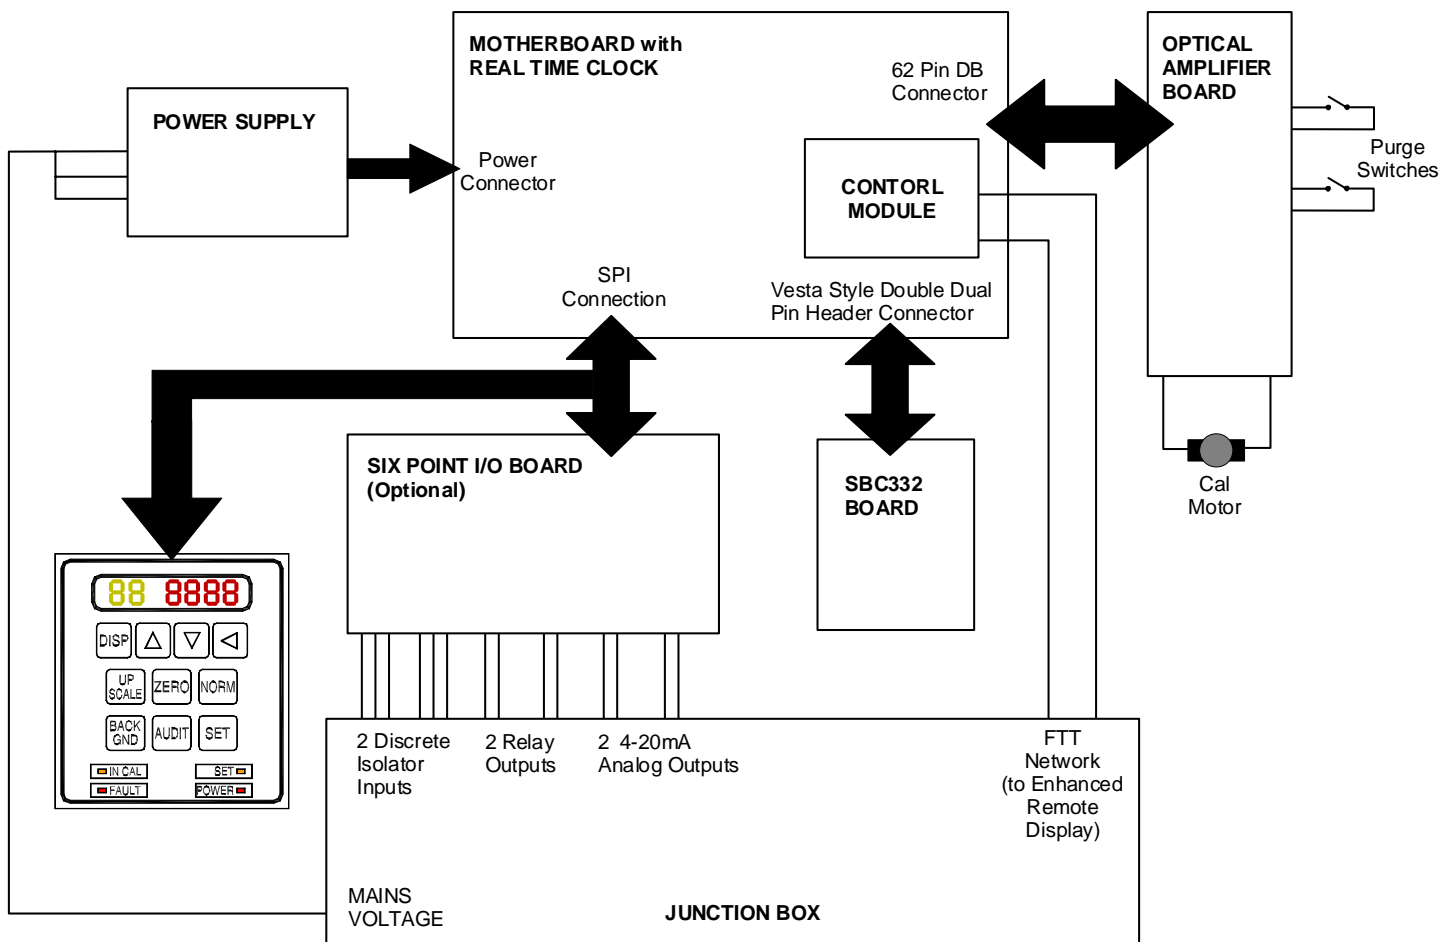 MOTHERBOARD with
REAL TIME CLOCK
62 Pin DB
Connector
OPTICAL
AMPLIFIER
BOARD
POWER SUPPLY
Power
Connector
CONTORL
MODULE
Purge
Switches
SPI
Connection
Vesta Style Double Dual
Pin Header Connector
SIX POINT I/O BOARD
(Optional)
SBC332
BOARD
Cal
Motor
88 8888
DISP
UP
SCALE
ZERO
NORM
BACK
GND
AUDIT
SET
IN CAL
SET
FAULT
POWER
2 Discrete
Isolator
Inputs
2 Relay
Outputs
2 4-20mA
Analog Outputs
FTT
Network
(to Enhanced
Remote
Display)
MAINS
VOLTAGE
JUNCTION BOX